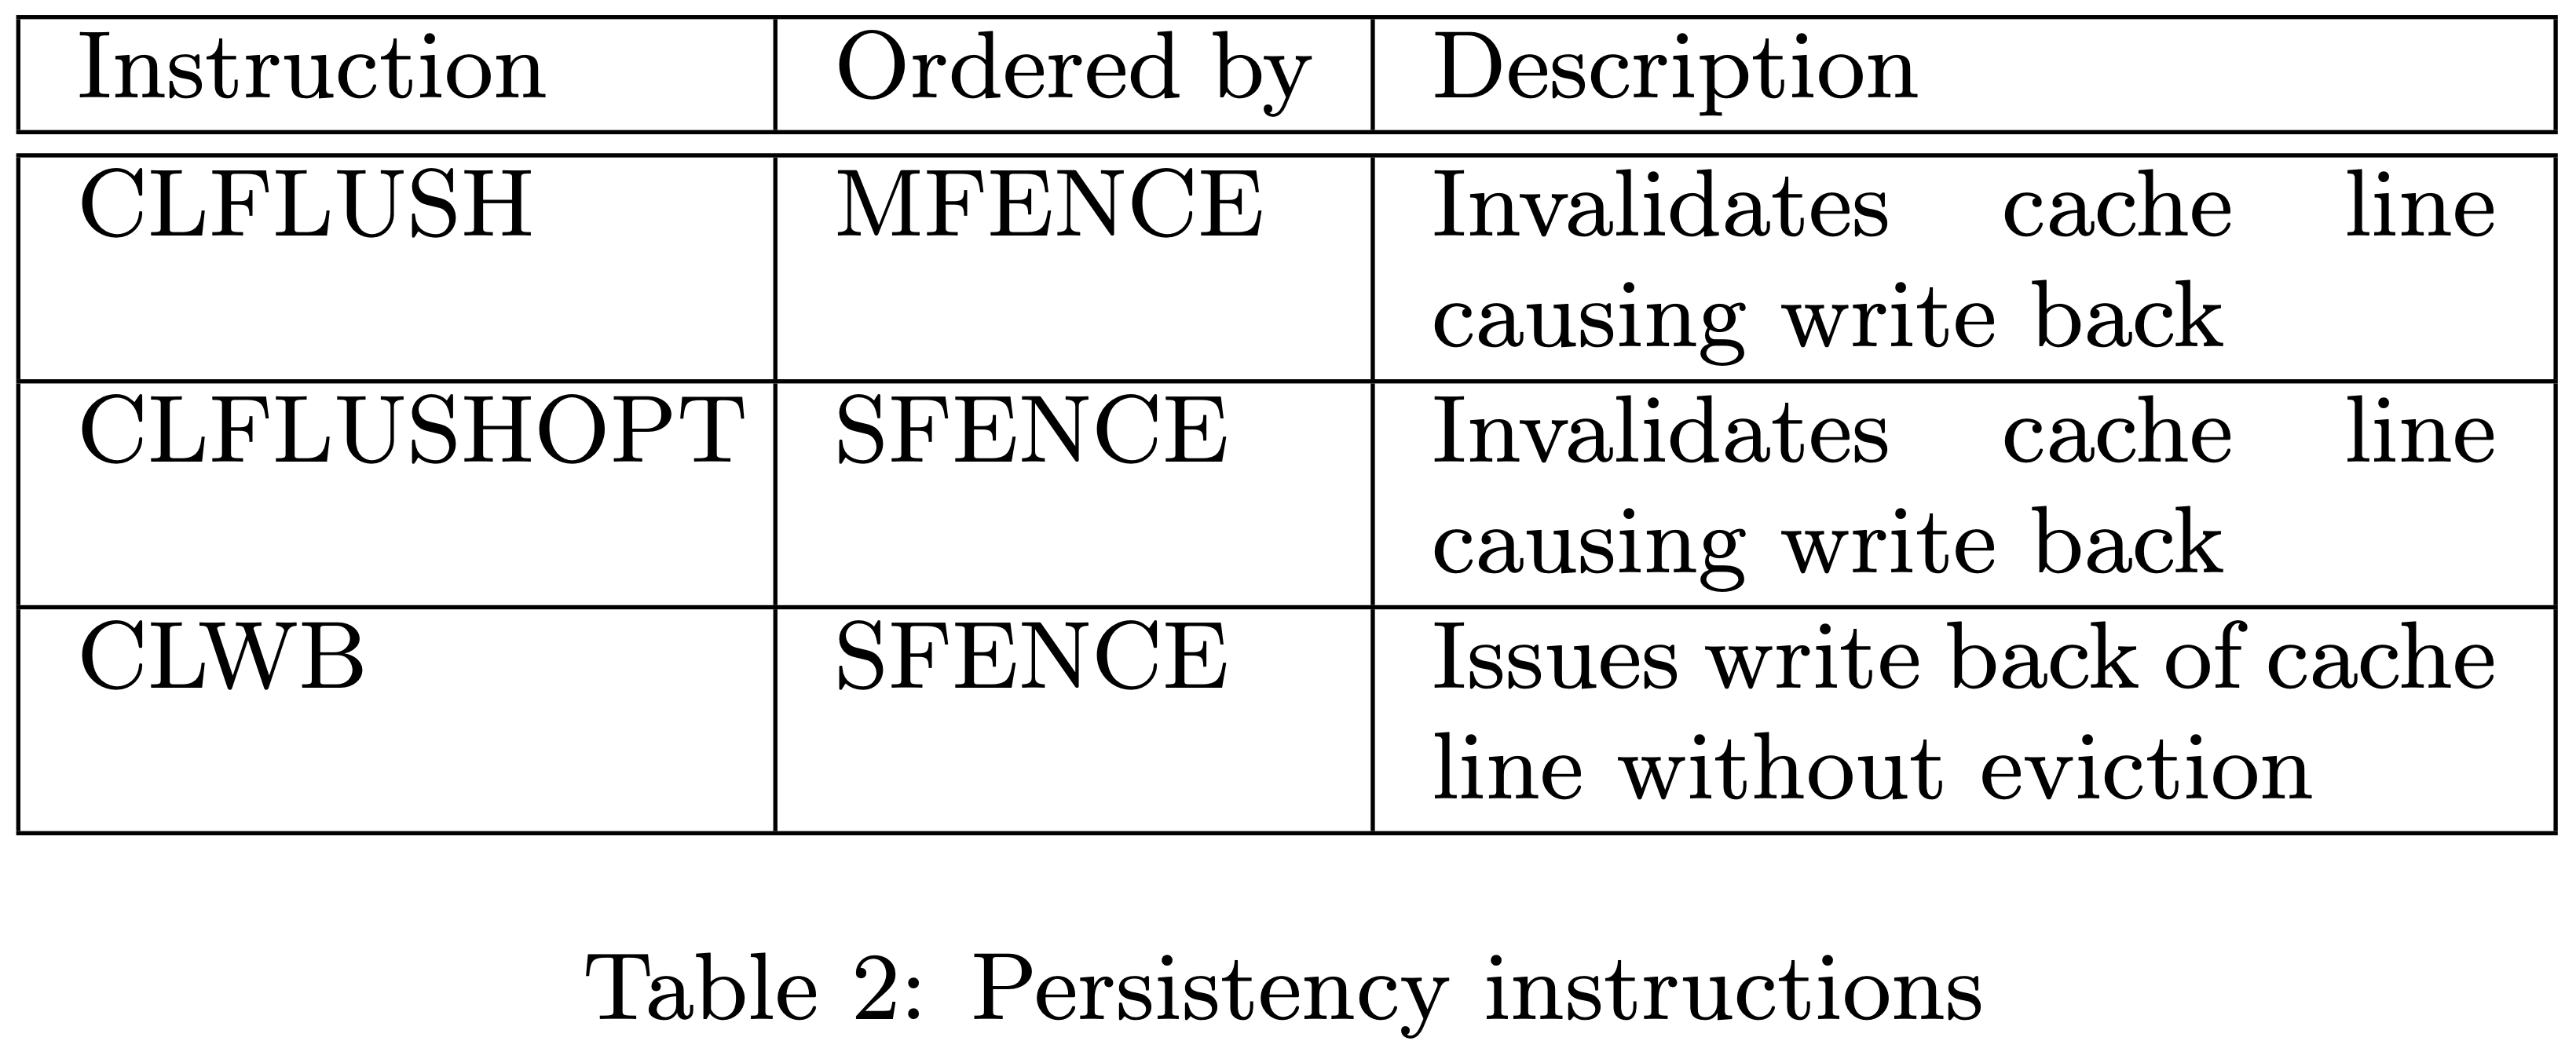 Instruction Ordered by Description
CLFLUSH MFENCE Invalidates cache line
causing write back
CLFLUSHOPT SFENCE Invalidates cache line
causing write back
CLWB SFENCE Issues write back of cache
line without eviction
Table 2: Persistency instructions